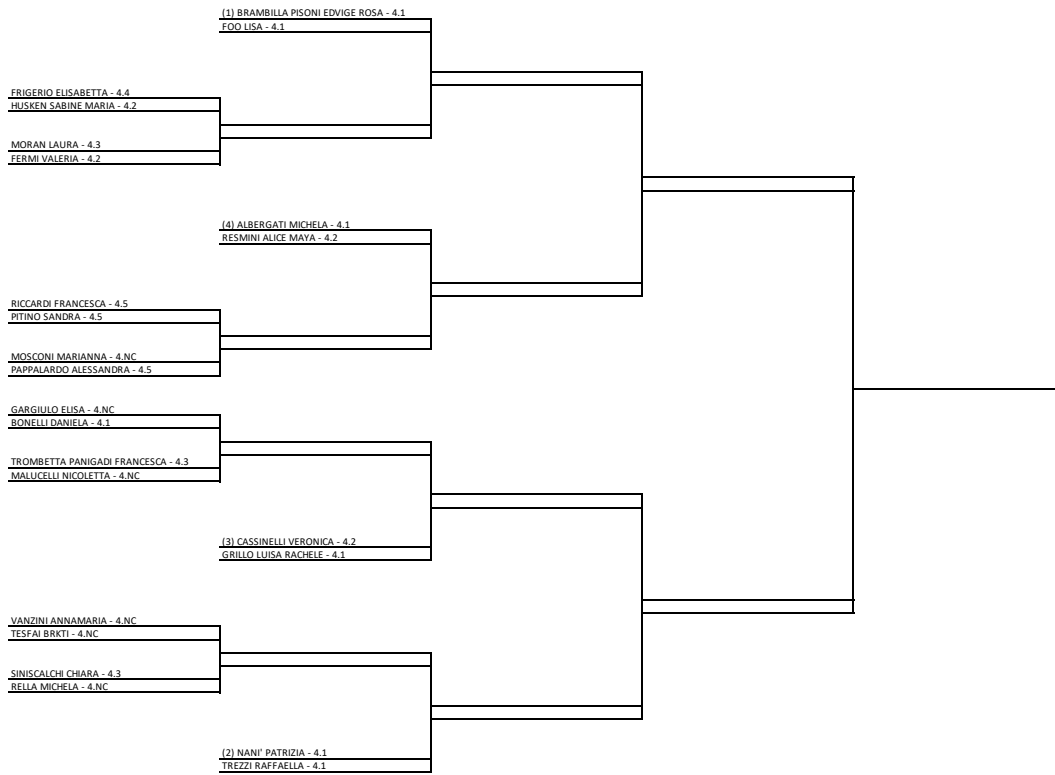 (1) BRAMBILLA PISONI EDVIGE ROSA - 4.1
FOO LISA - 4.1
FRIGERIO ELISABETTA - 4.4
HUSKEN SABINE MARIA - 4.2
MORAN LAURA - 4.3
FERMI VALERIA - 4.2
(4) ALBERGATI MICHELA - 4.1
RESMINI ALICE MAYA - 4.2
RICCARDI FRANCESCA - 4.5
PITINO SANDRA - 4.5
MOSCONI MARIANNA - 4.NC
PAPPALARDO ALESSANDRA - 4.5
GARGIULO ELISA - 4.NC
BONELLI DANIELA - 4.1
TROMBETTA PANIGADI FRANCESCA - 4.3
MALUCELLI NICOLETTA - 4.NC
(3) CASSINELLI VERONICA - 4.2
GRILLO LUISA RACHELE - 4.1
VANZINI ANNAMARIA - 4.NC
TESFAI BRKTI - 4.NC
SINISCALCHI CHIARA - 4.3
RELLA MICHELA - 4.NC
(2) NANI' PATRIZIA - 4.1
TREZZI RAFFAELLA - 4.1